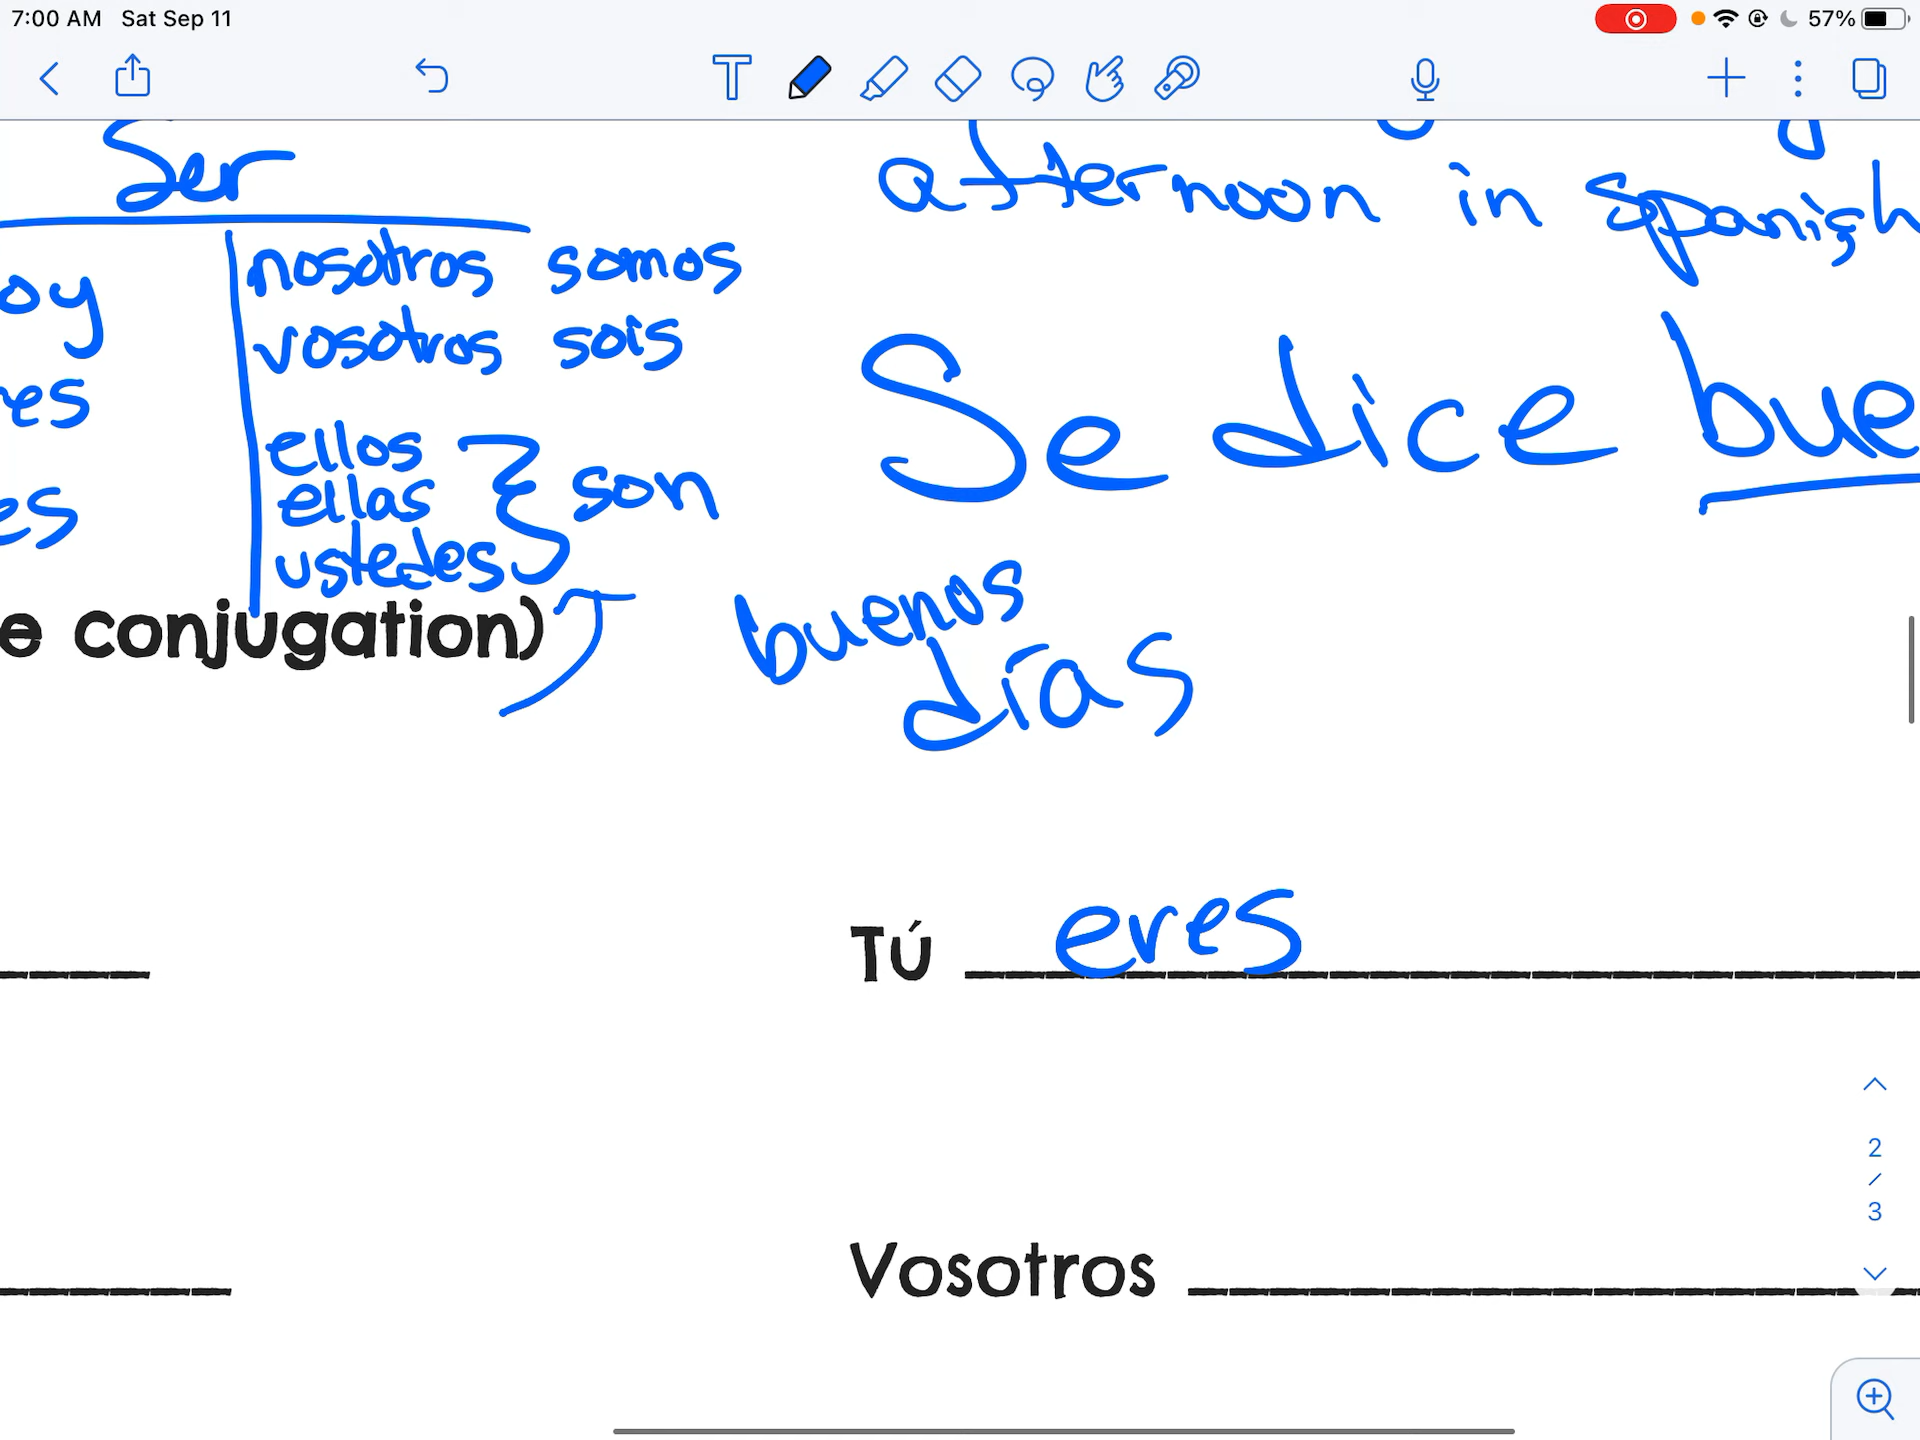 7:00 AM Sat Sep 11
57%
Ser
afternoon in spanish
nosotros somos
oy
vosotros sois
Se dice bue
es
ellos
ellas
son
es
ustedes
e conjugation)
buenos
días
Tú eres
2
/
3
Vosotros